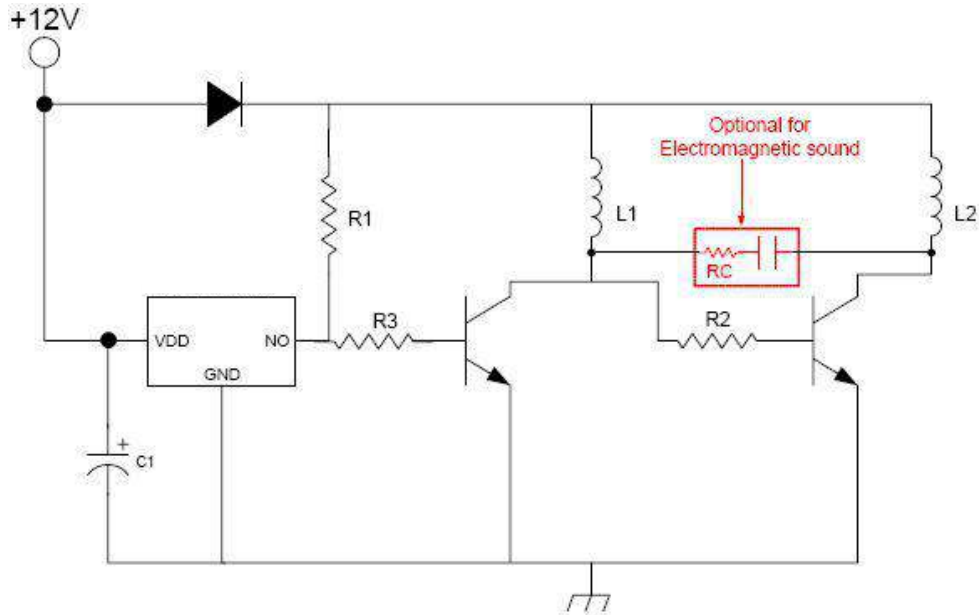 +12V
Optional for
Electromagnetic sound
R1
L1
L2
RC
R3
R2
VDD
NO
GND
+
C1